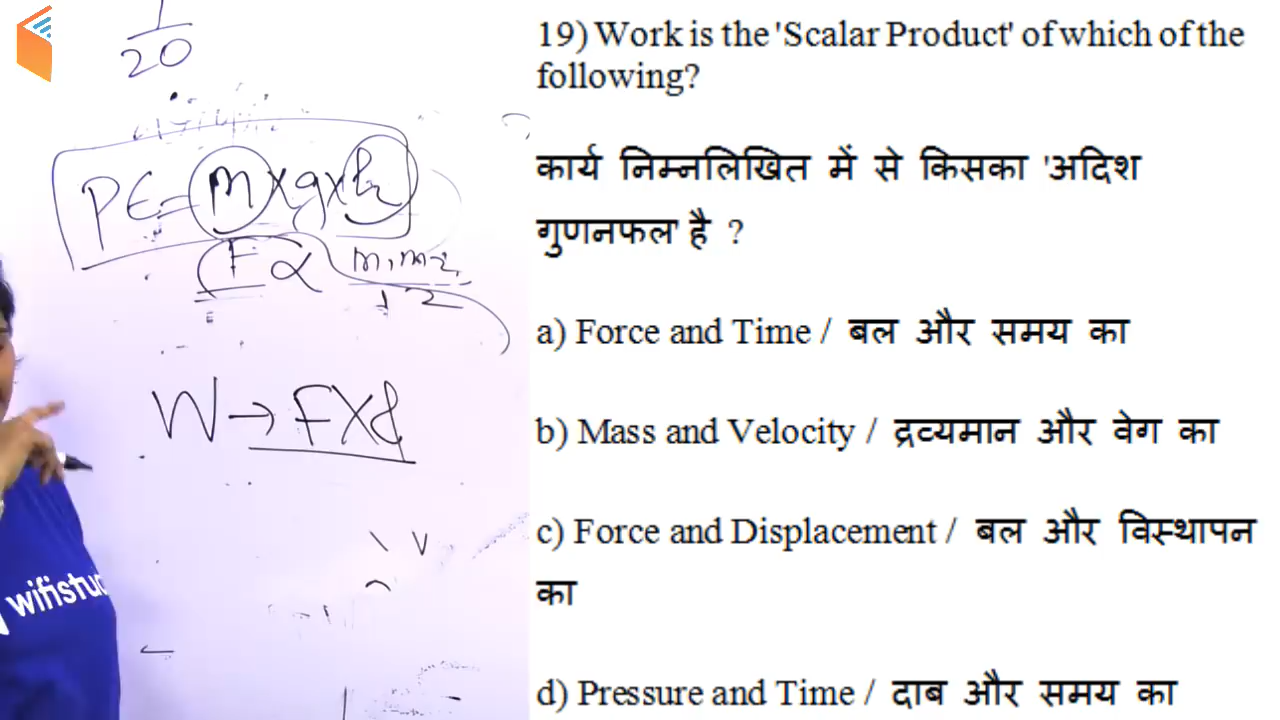 1
20
PE = m x g x h
F ∝ m1m2
r2
W → F X s
wifistud
19) Work is the 'Scalar Product' of which of the
following?
कार्य निम्नलिखित में से किसका 'अदिश
गुणनफल' है ?
a) Force and Time / बल और समय का
b) Mass and Velocity / द्रव्यमान और वेग का
c) Force and Displacement / बल और विस्थापन
का
d) Pressure and Time / दाब और समय का